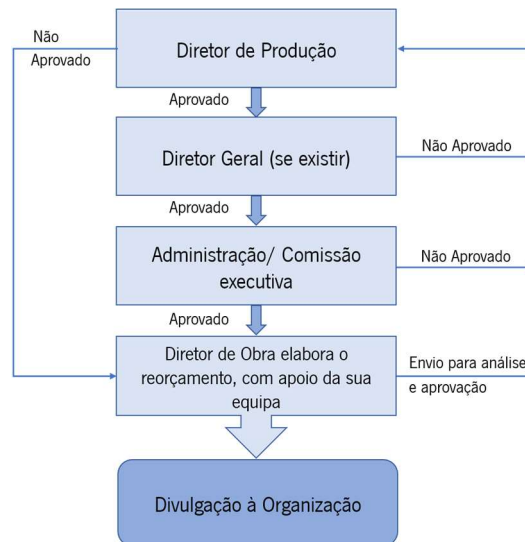 Não
Aprovado
Diretor de Produção
Aprovado
Diretor Geral (se existir)
Não Aprovado
Aprovado
Administração/ Comissão
executiva
Não Aprovado
Aprovado
Diretor de Obra elabora o
reorçamento, com apoio da sua
equipa
Envio para análise
e aprovação
Divulgação à Organização